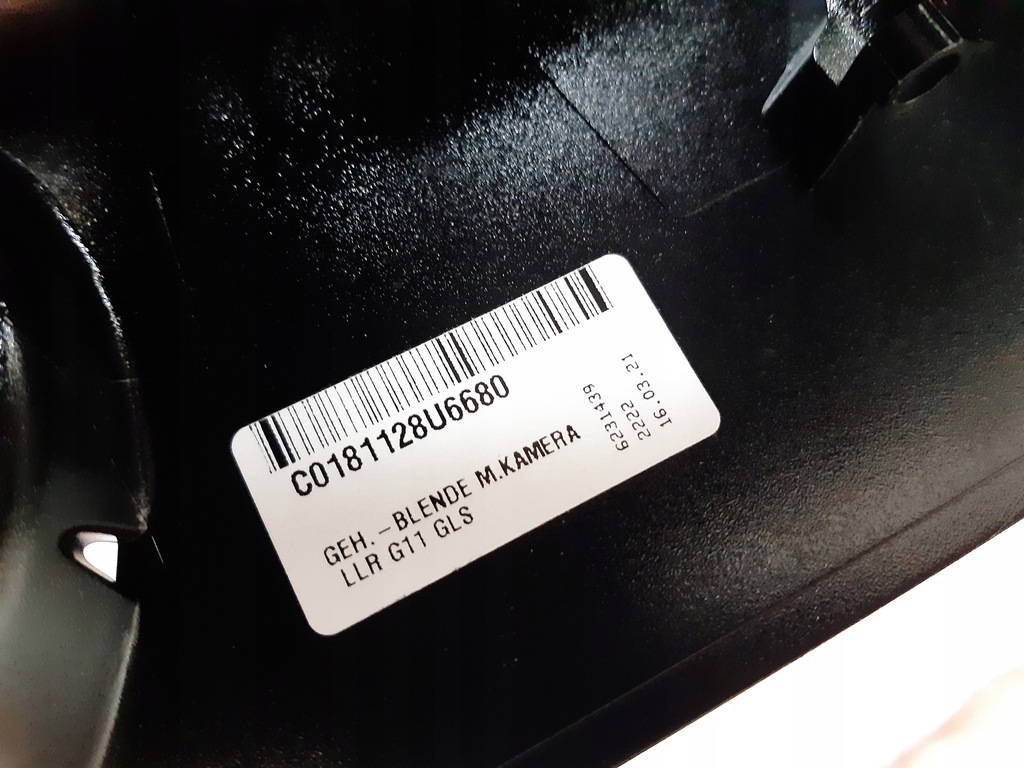 C0181128U6680
GEH.-BLENDE M.KAMERA
LLR G11 GLS
6231439
2222
16.03.21